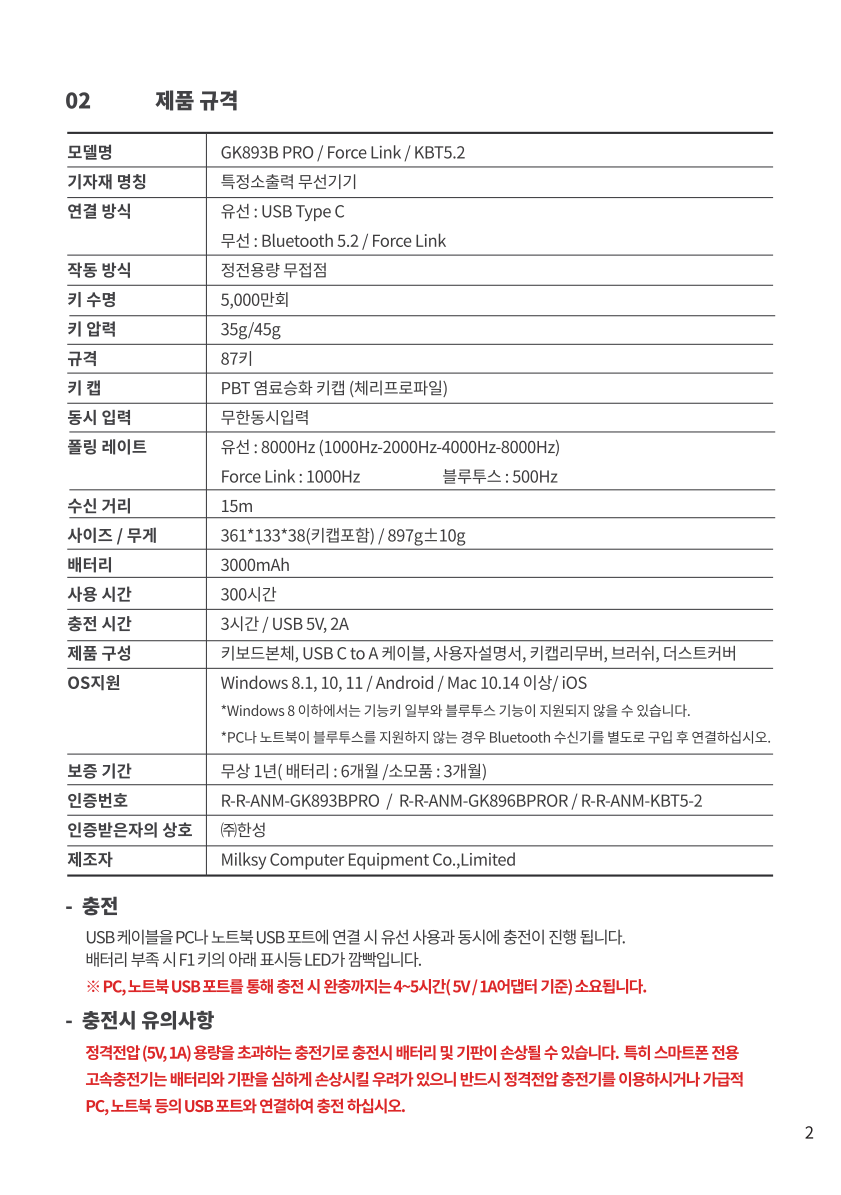 02 제품 규격
모델명 GK893B PRO / Force Link / KBT5.2
기자재 명칭 특정소출력 무선기기
연결 방식 유선 : USB Type C
무선 : Bluetooth 5.2 / Force Link
작동 방식 정전용량 무접점
키 수명 5,000만회
키 압력 35g/45g
규격 87키
키 캡 PBT 염료승화 키캡 (체리프로파일)
동시 입력 무한동시입력
폴링 레이트 유선 : 8000Hz (1000Hz-2000Hz-4000Hz-8000Hz)
Force Link : 1000Hz 블루투스 : 500Hz
수신 거리 15m
사이즈 / 무게 361*133*38(키캡포함) / 897g±10g
배터리 3000mAh
사용 시간 300시간
충전 시간 3시간 / USB 5V, 2A
제품 구성 키보드본체, USB C to A 케이블, 사용자설명서, 키캡리무버, 브러쉬, 더스트커버
OS지원 Windows 8.1, 10, 11 / Android / Mac 10.14 이상/ iOS
*Windows 8 이하에서는 기능키 일부와 블루투스 기능이 지원되지 않을 수 있습니다.
*PC나 노트북이 블루투스를 지원하지 않는 경우 Bluetooth 수신기를 별도로 구입 후 연결하십시오.
보증 기간 무상 1년( 배터리 : 6개월 /소모품 : 3개월)
인증번호 R-R-ANM-GK893BPRO / R-R-ANM-GK896BPROR / R-R-ANM-KBT5-2
인증받은자의 상호 ㈜한성
제조자 Milksy Computer Equipment Co.,Limited
- 충전
USB 케이블을 PC나 노트북 USB 포트에 연결 시 유선 사용과 동시에 충전이 진행 됩니다.
배터리 부족 시 F1 키의 아래 표시등 LED가 깜빡입니다.
※ PC, 노트북 USB 포트를 통해 충전 시 완충까지는 4~5시간( 5V / 1A어댑터 기준) 소요됩니다.
- 충전시 유의사항
정격전압 (5V, 1A) 용량을 초과하는 충전기로 충전시 배터리 및 기판이 손상될 수 있습니다. 특히 스마트폰 전용
고속충전기는 배터리와 기판을 심하게 손상시킬 우려가 있으니 반드시 정격전압 충전기를 이용하시거나 가급적
PC, 노트북 등의 USB 포트와 연결하여 충전 하십시오.
2